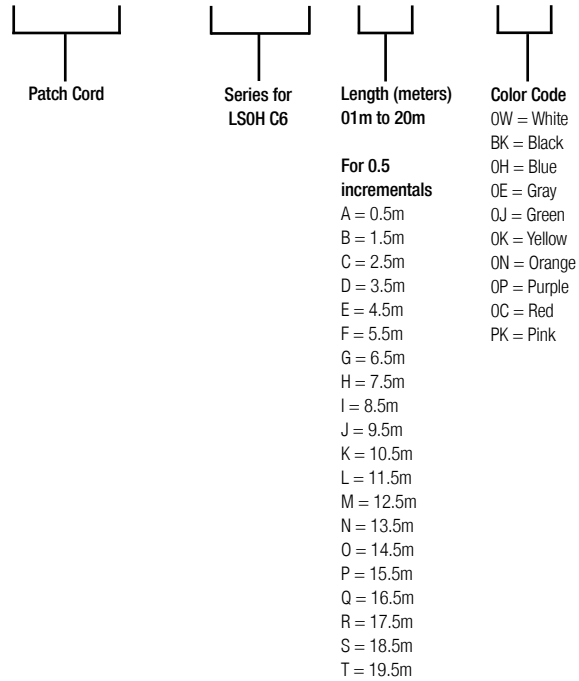 Patch Cord
Series for
LS0H C6
Length (meters)
01m to 20m
For 0.5
incrementals
A = 0.5m
B = 1.5m
C = 2.5m
D = 3.5m
E = 4.5m
F = 5.5m
G = 6.5m
H = 7.5m
I = 8.5m
J = 9.5m
K = 10.5m
L = 11.5m
M = 12.5m
N = 13.5m
O = 14.5m
P = 15.5m
Q = 16.5m
R = 17.5m
S = 18.5m
T = 19.5m
Color Code
0W = White
BK = Black
0H = Blue
0E = Gray
0J = Green
0K = Yellow
0N = Orange
0P = Purple
0C = Red
PK = Pink